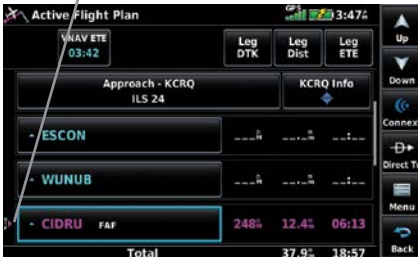 Active Flight Plan
GPS
3:47
Up
VNAV ETE
03:42
Leg DTK
Leg Dist
Leg ETE
Down
Approach - KCRQ
ILS 24
KCRQ Info
Connext
ESCON
Direct To
WUNUB
Menu
CIDRU FAF 248 12.4 06:13
Total 37.9 18:57
Back